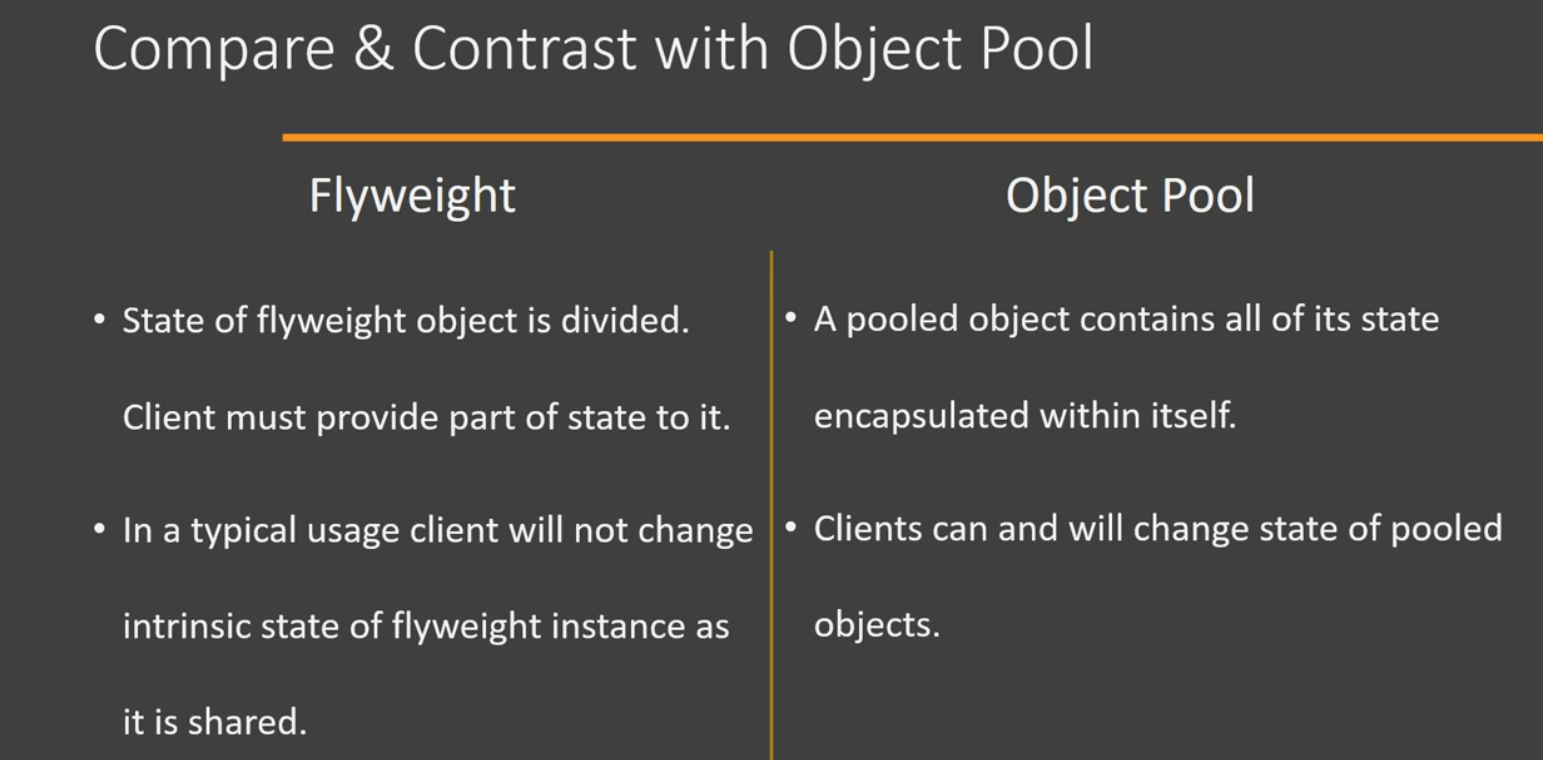 Compare & Contrast with Object Pool
Flyweight
• State of flyweight object is divided.
Client must provide part of state to it.
• In a typical usage client will not change
intrinsic state of flyweight instance as
it is shared.
Object Pool
• A pooled object contains all of its state
encapsulated within itself.
• Clients can and will change state of pooled
objects.